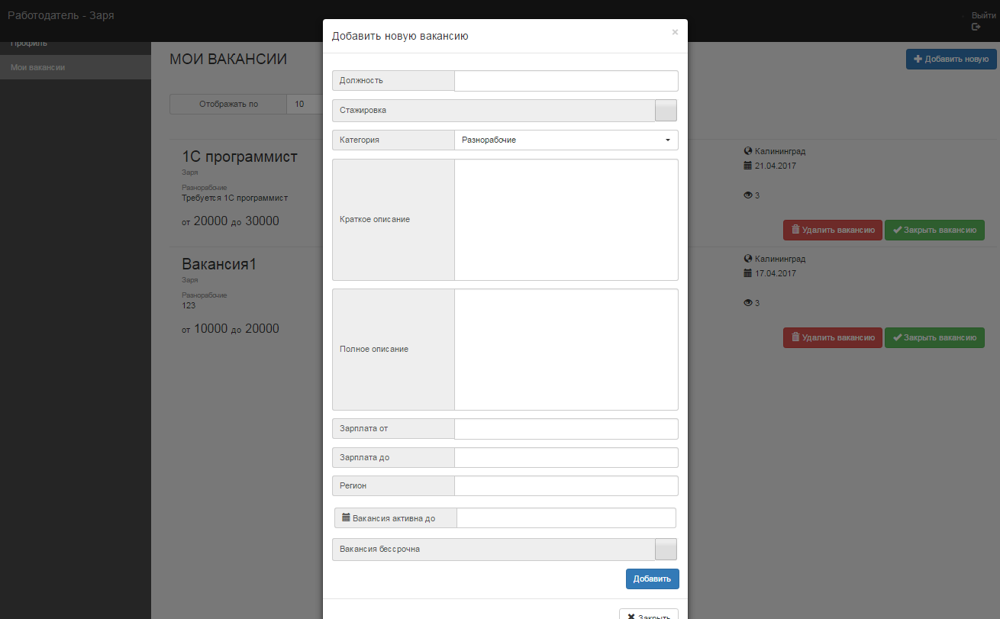 Работодатель - Заря
Выйти
Профиль
Мои вакансии
МОИ ВАКАНСИИ
Добавить новую
Отображать по 10
1С программист
Заря
Разнорабочие
Требуется 1С программист
от 20000 до 30000
Калининград
21.04.2017
3
Удалить вакансию
Закрыть вакансию
Вакансия1
Заря
Разнорабочие
123
от 10000 до 20000
Калининград
17.04.2017
3
Удалить вакансию
Закрыть вакансию
Добавить новую вакансию
×
Должность
Стажировка
Категория Разнорабочие
Краткое описание
Полное описание
Зарплата от
Зарплата до
Регион
Вакансия активна до
Вакансия бессрочна
Добавить
Закрыть